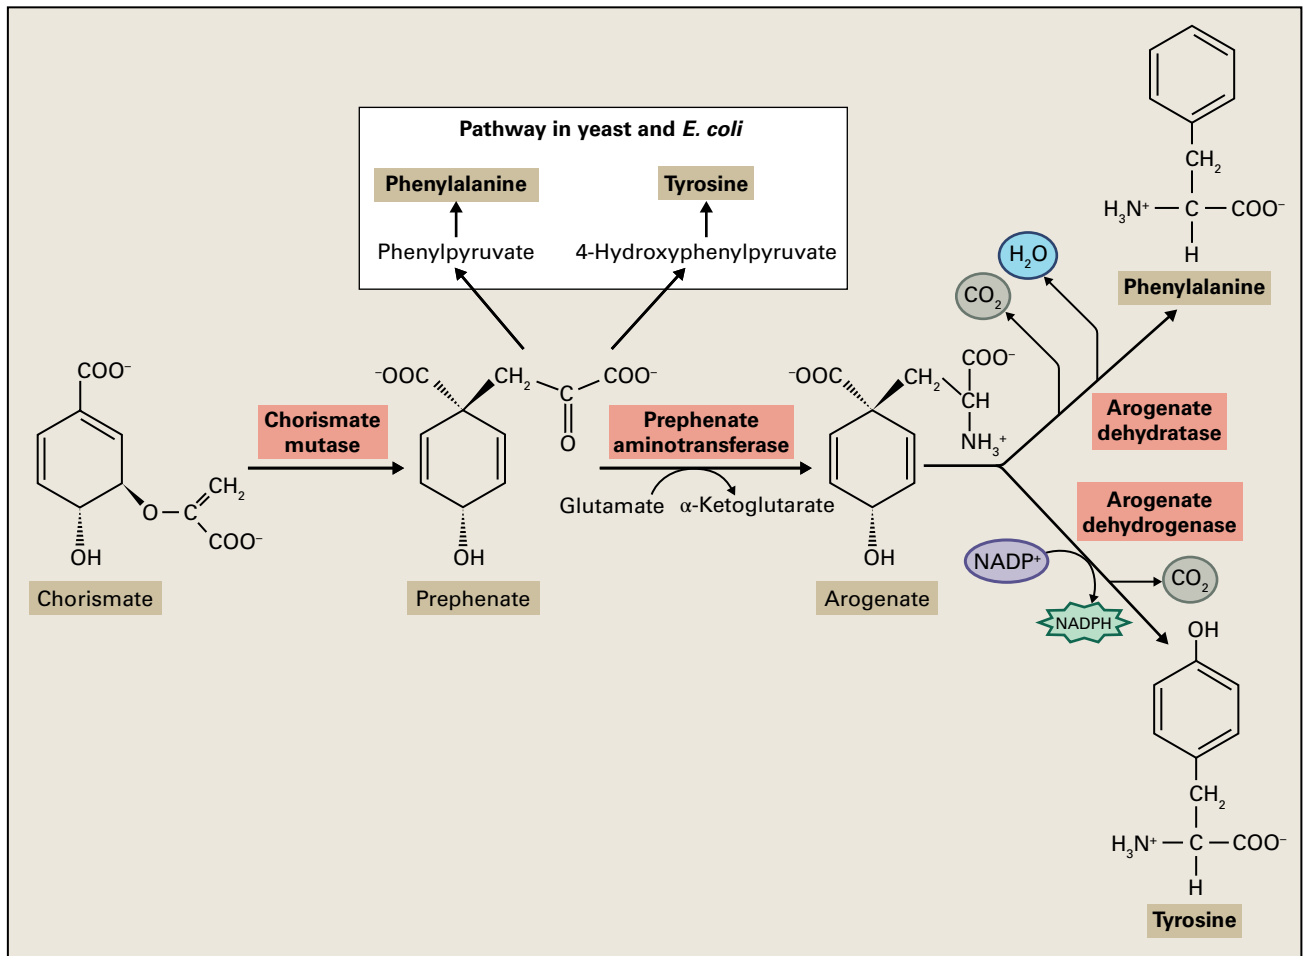 Pathway in yeast and E. coli
Phenylalanine
Tyrosine
Phenylpyruvate
4-Hydroxyphenylpyruvate
COO⁻
O
C
CH₂
COO⁻
OH
Chorismate
Chorismate
mutase
⁻OOC
CH₂
C
COO⁻
O
OH
Prephenate
Prephenate
aminotransferase
Glutamate
α-Ketoglutarate
⁻OOC
CH₂
COO⁻
CH
NH₃⁺
OH
Arogenate
CO₂
H₂O
Arogenate
dehydratase
CH₂
H₃N⁺
C
COO⁻
H
Phenylalanine
Arogenate
dehydrogenase
NADP⁺
NADPH
CO₂
OH
CH₂
H₃N⁺
C
COO⁻
H
Tyrosine